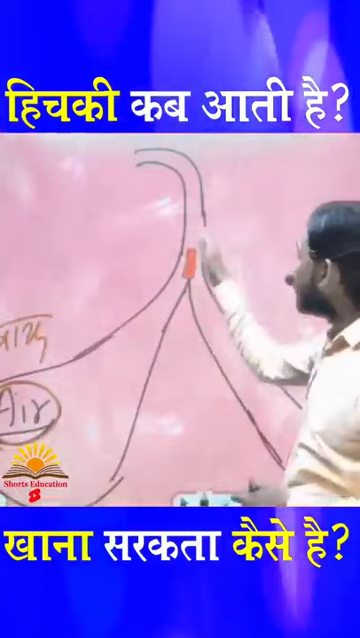 हिचकी कब आती है?
Air
Shorts Education
खाना सरकता कैसे है?